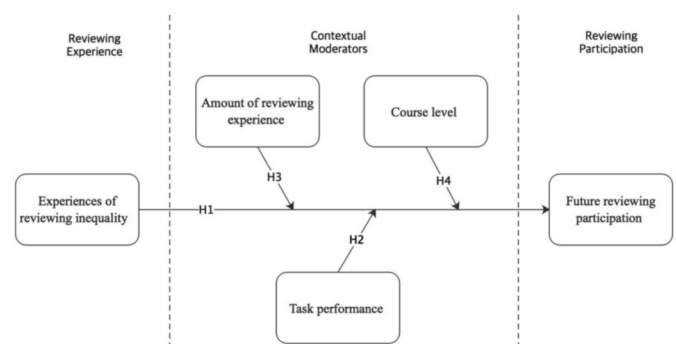 Reviewing
Experience
Contextual
Moderators
Reviewing
Participation
Amount of reviewing
experience
Course level
H3
H4
Experiences of
reviewing inequality
H1
Future reviewing
participation
H2
Task performance